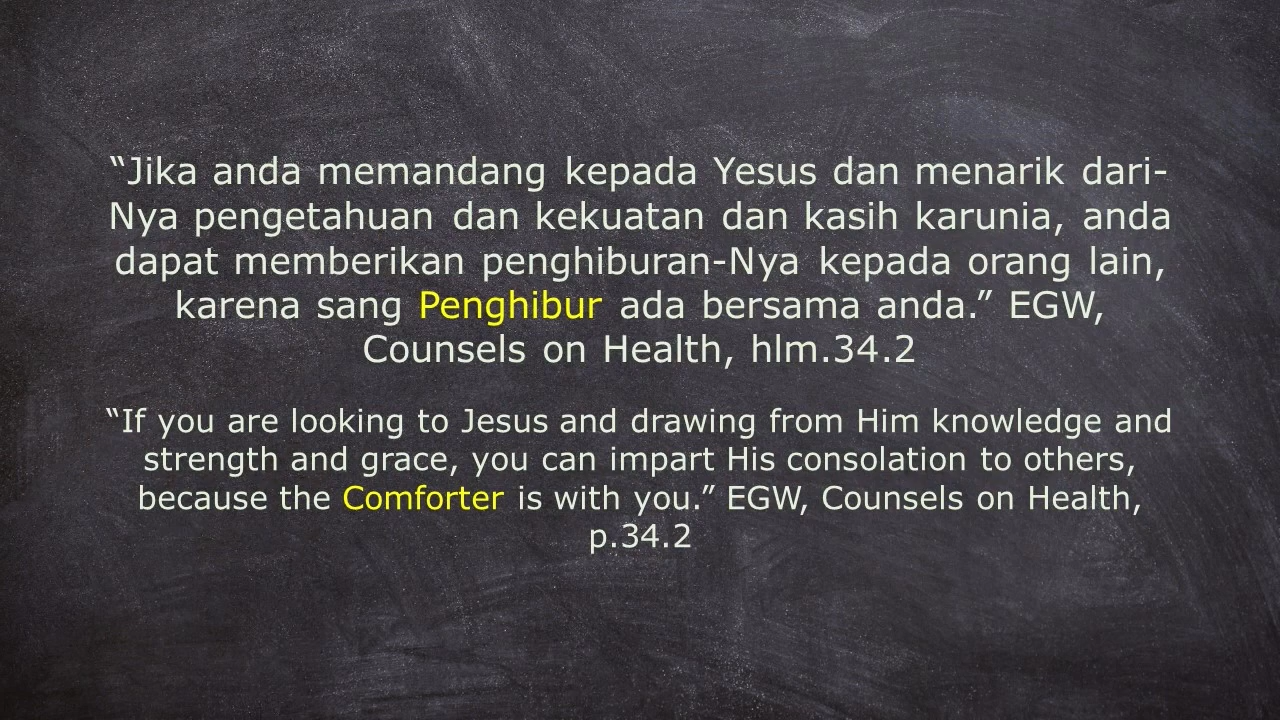 “Jika anda memandang kepada Yesus dan menarik dari-
Nya pengetahuan dan kekuatan dan kasih karunia, anda
dapat memberikan penghiburan-Nya kepada orang lain,
karena sang Penghibur ada bersama anda.” EGW,
Counsels on Health, hlm.34.2
“If you are looking to Jesus and drawing from Him knowledge and
strength and grace, you can impart His consolation to others,
because the Comforter is with you.” EGW, Counsels on Health,
p.34.2